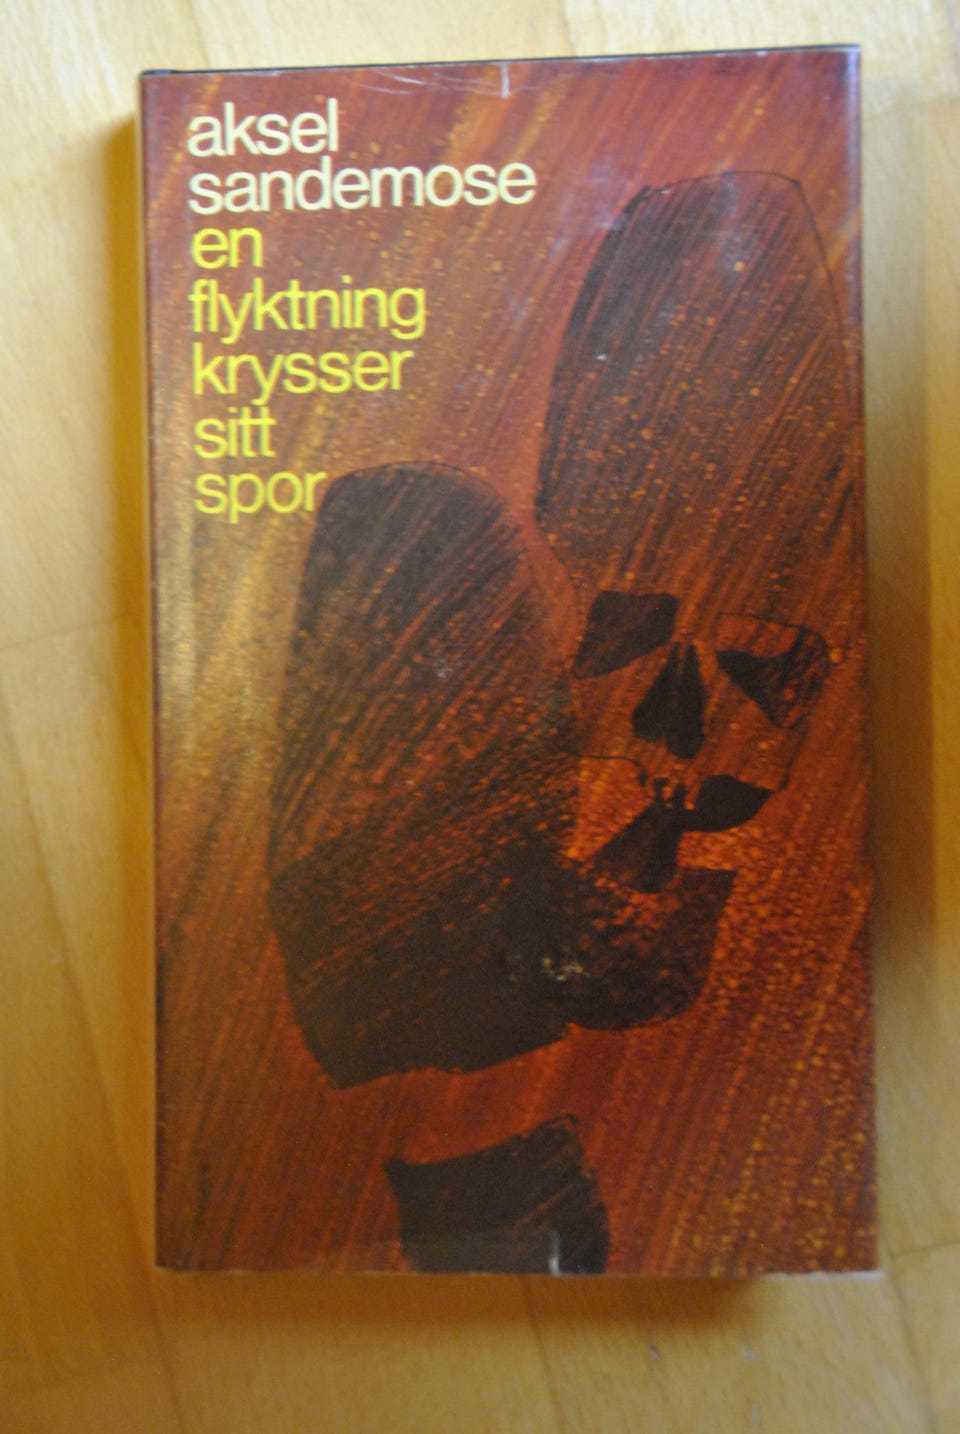 aksel
sandemose
en
flyktning
krysser
sitt
spor